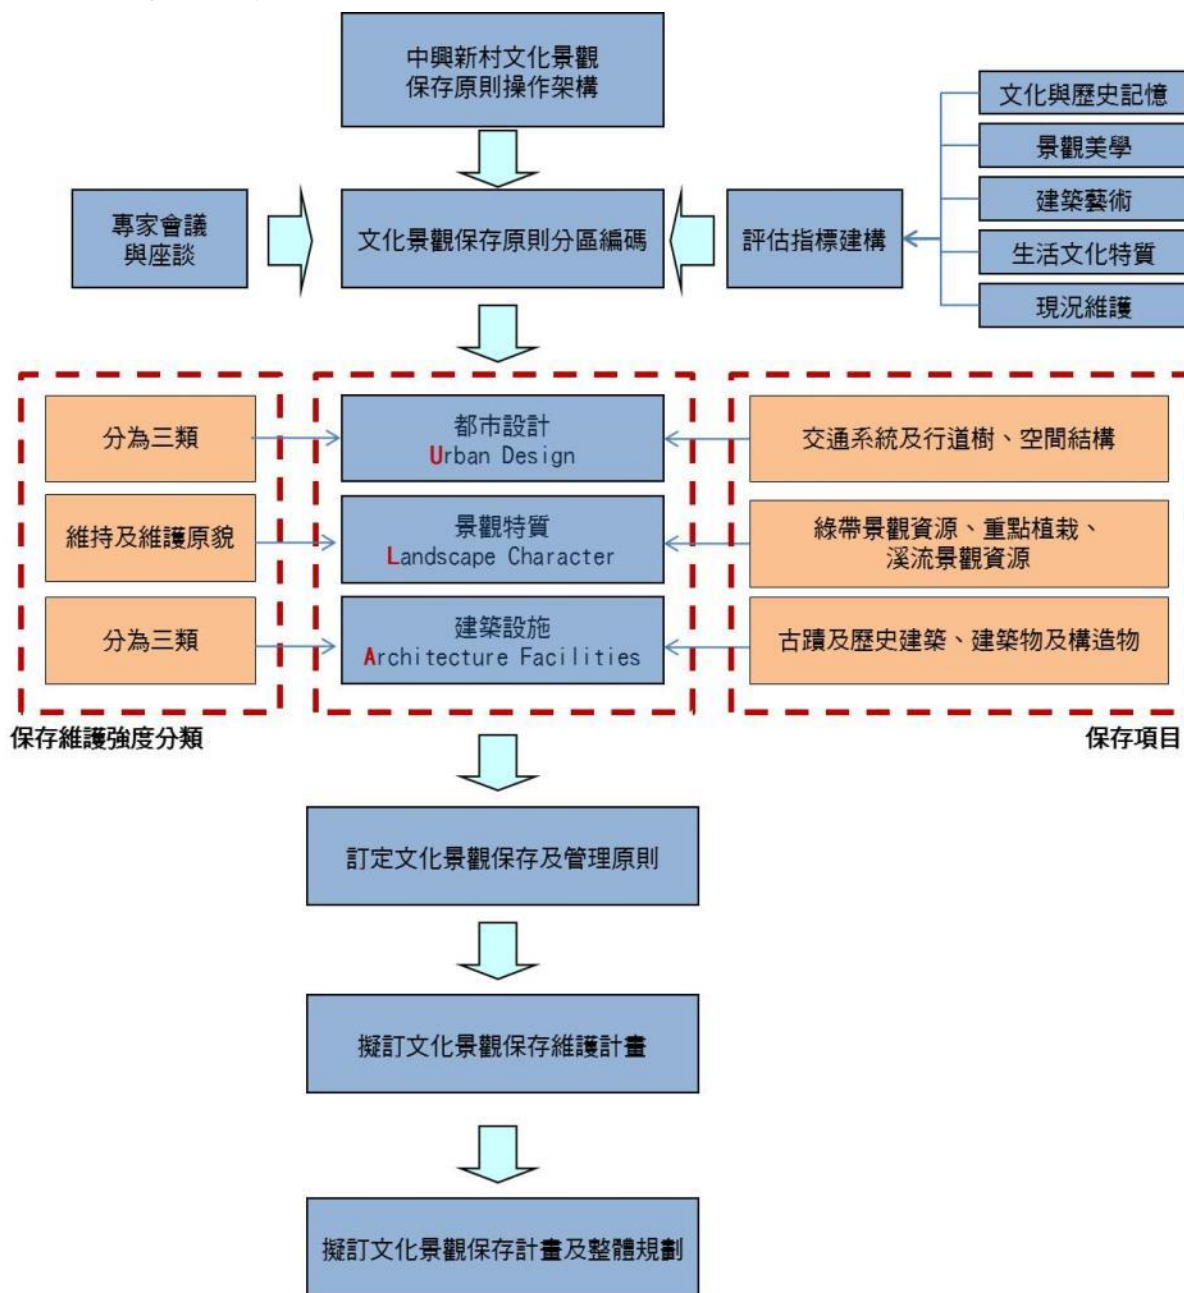 中興新村文化景觀
保存原則操作架構
文化與歷史記憶
景觀美學
建築藝術
生活文化特質
現況維護
專家會議
與座談
文化景觀保存原則分區編碼
評估指標建構
分為三類
都市設計
Urban Design
交通系統及行道樹、空間結構
維持及維護原貌
景觀特質
Landscape Character
綠帶景觀資源、重點植栽、
溪流景觀資源
分為三類
建築設施
Architecture Facilities
古蹟及歷史建築、建築物及構造物
保存維護強度分類
保存項目
訂定文化景觀保存及管理原則
擬訂文化景觀保存維護計畫
擬訂文化景觀保存計畫及整體規劃